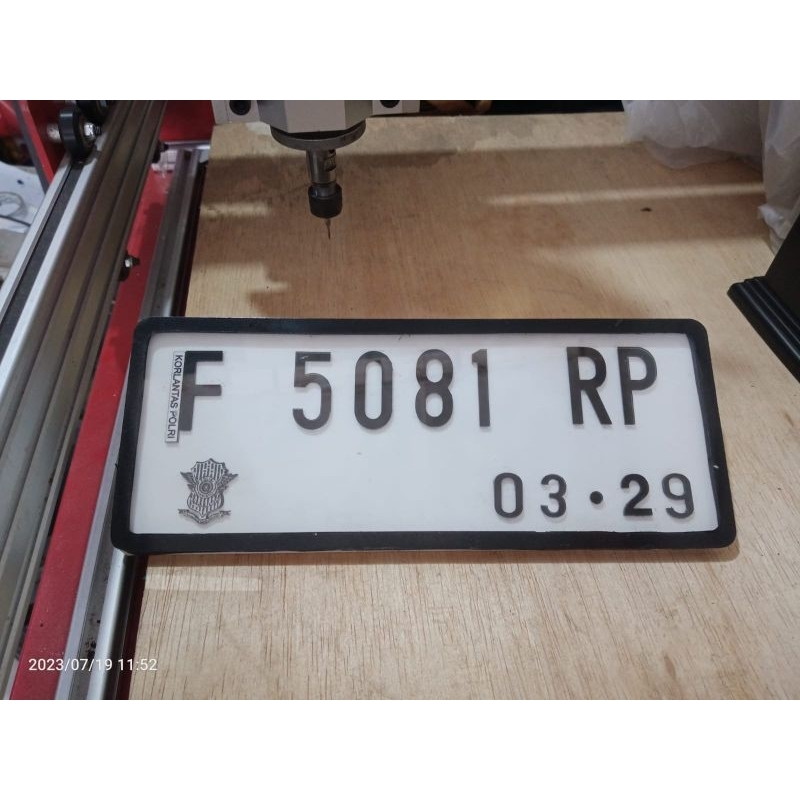 F 5081 RP
KORLANTAS POLRI
03·29
2023/07/19 11:52